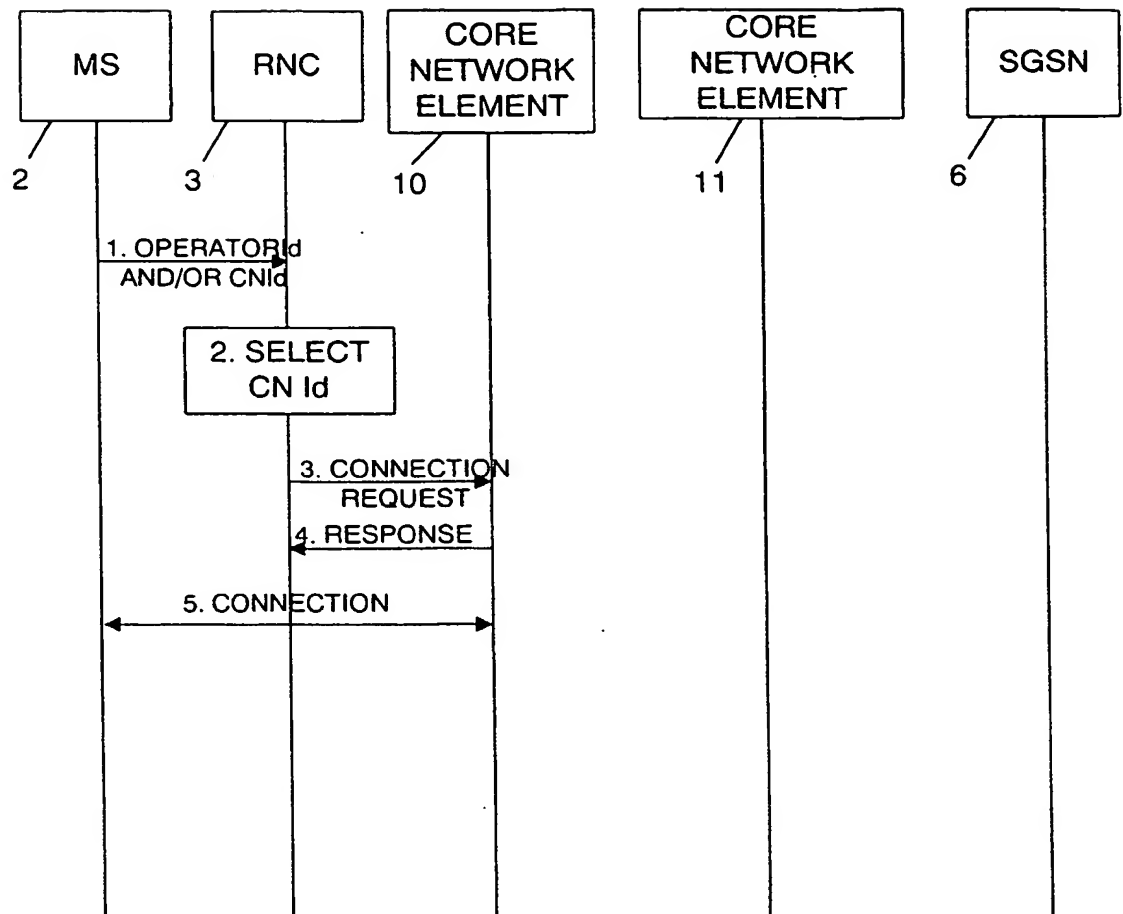 MS
RNC
CORE
NETWORK
ELEMENT
CORE
NETWORK
ELEMENT
SGSN
2
3
10
11
6
1. OPERATORId
AND/OR CNId
2. SELECT
CN Id
3. CONNECTION
REQUEST
4. RESPONSE
5. CONNECTION